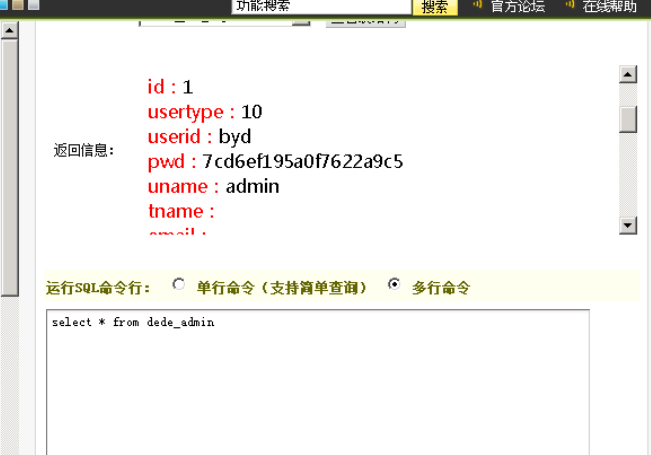 功能搜索 搜索 官方论坛 在线帮助
id : 1
usertype : 10
userid : byd
返回信息：
pwd : 7cd6ef195a0f7622a9c5
uname : admin
tname :
email :
运行SQL命令行： 单行命令（支持简单查询） 多行命令
select * from dede_admin